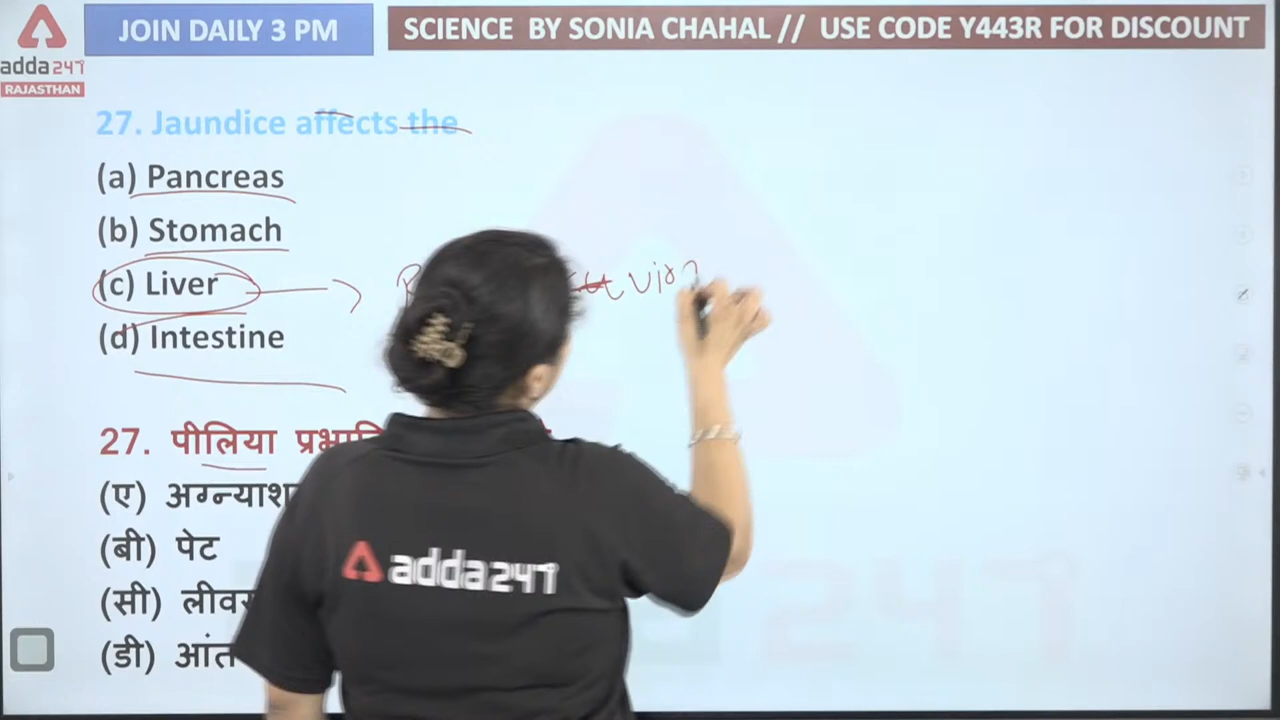 JOIN DAILY 3 PM
SCIENCE BY SONIA CHAHAL // USE CODE Y443R FOR DISCOUNT
adda247
RAJASTHAN
27. Jaundice affects the
(a) Pancreas
(b) Stomach
(c) Liver
(d) Intestine
27. पीलिया
(ए)
(बी) पेट
(सी)
(डी)
adda247